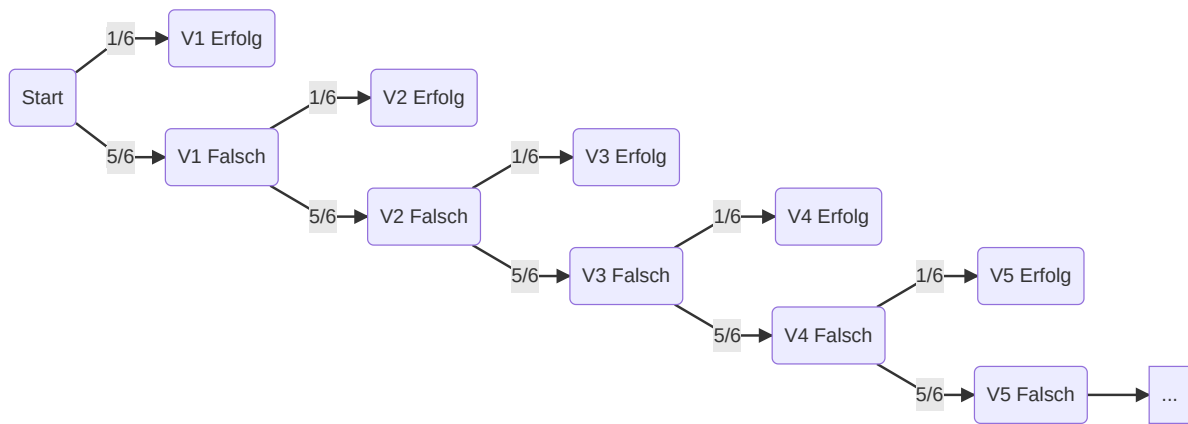 1/6
V1 Erfolg
Start
1/6
V2 Erfolg
5/6
V1 Falsch
1/6
V3 Erfolg
5/6
V2 Falsch
1/6
V4 Erfolg
5/6
V3 Falsch
1/6
V5 Erfolg
5/6
V4 Falsch
5/6
V5 Falsch
...